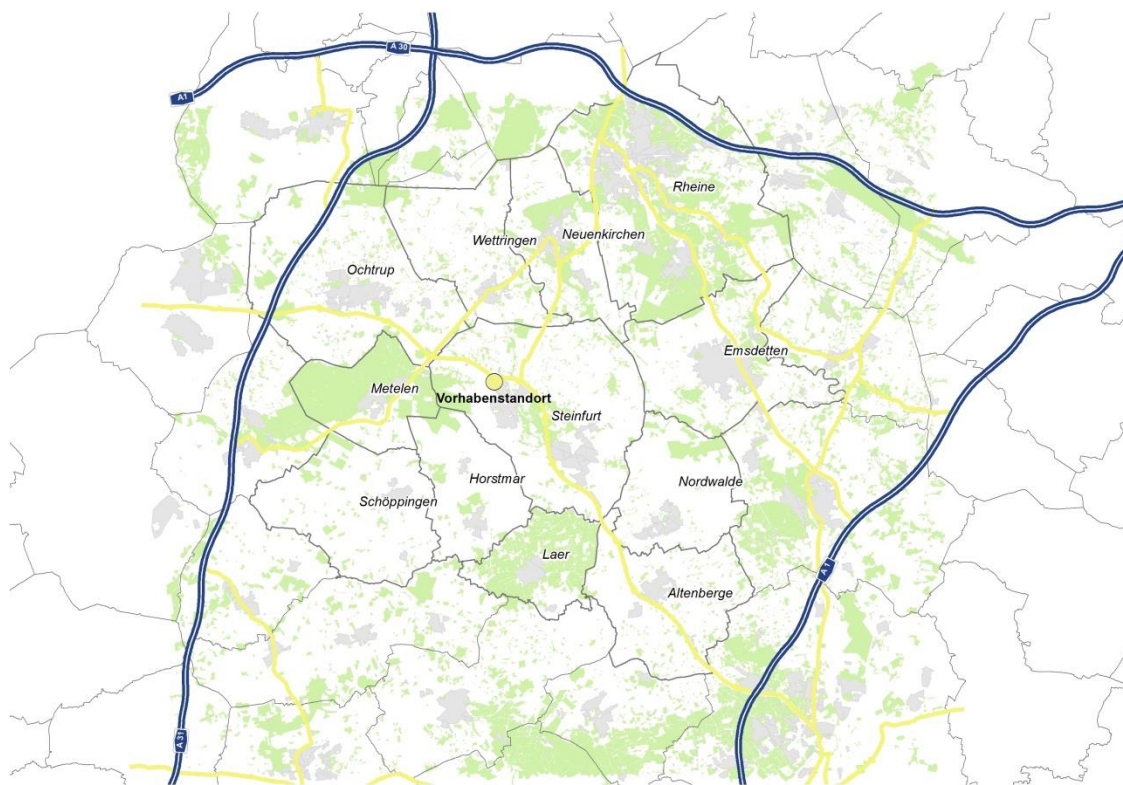 A 30
A1
Rheine
Wettringen
Neuenkirchen
Ochtrup
Emsdetten
Metelen
Vorhabenstandort
Steinfurt
Horstmar
Nordwalde
Schöppingen
Laer
A 1
Altenberge
A 31